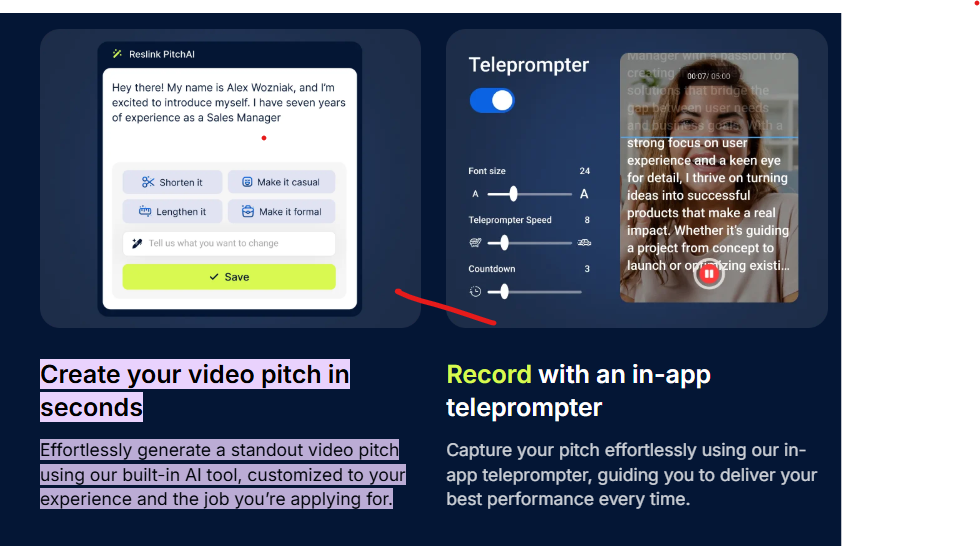 Reslink PitchAI
Hey there! My name is Alex Wozniak, and I'm
excited to introduce myself. I have seven years
of experience as a Sales Manager
Shorten it
Make it casual
Lengthen it
Make it formal
Tell us what you want to change
Save
Create your video pitch in
seconds
Effortlessly generate a standout video pitch
using our built-in AI tool, customized to your
experience and the job you're applying for.
Teleprompter
Font size 24
A A
Teleprompter Speed 8
Countdown 3
Manager with a passion for
creating
00:07/ 05:00
solutions that bridge the
gap between user needs
and business goals. With a
strong focus on user
experience and a keen eye
for detail, I thrive on turning
ideas into successful
products that make a real
impact. Whether it's guiding
a project from concept to
launch or optimizing existi...
Record with an in-app
teleprompter
Capture your pitch effortlessly using our in-
app teleprompter, guiding you to deliver your
best performance every time.